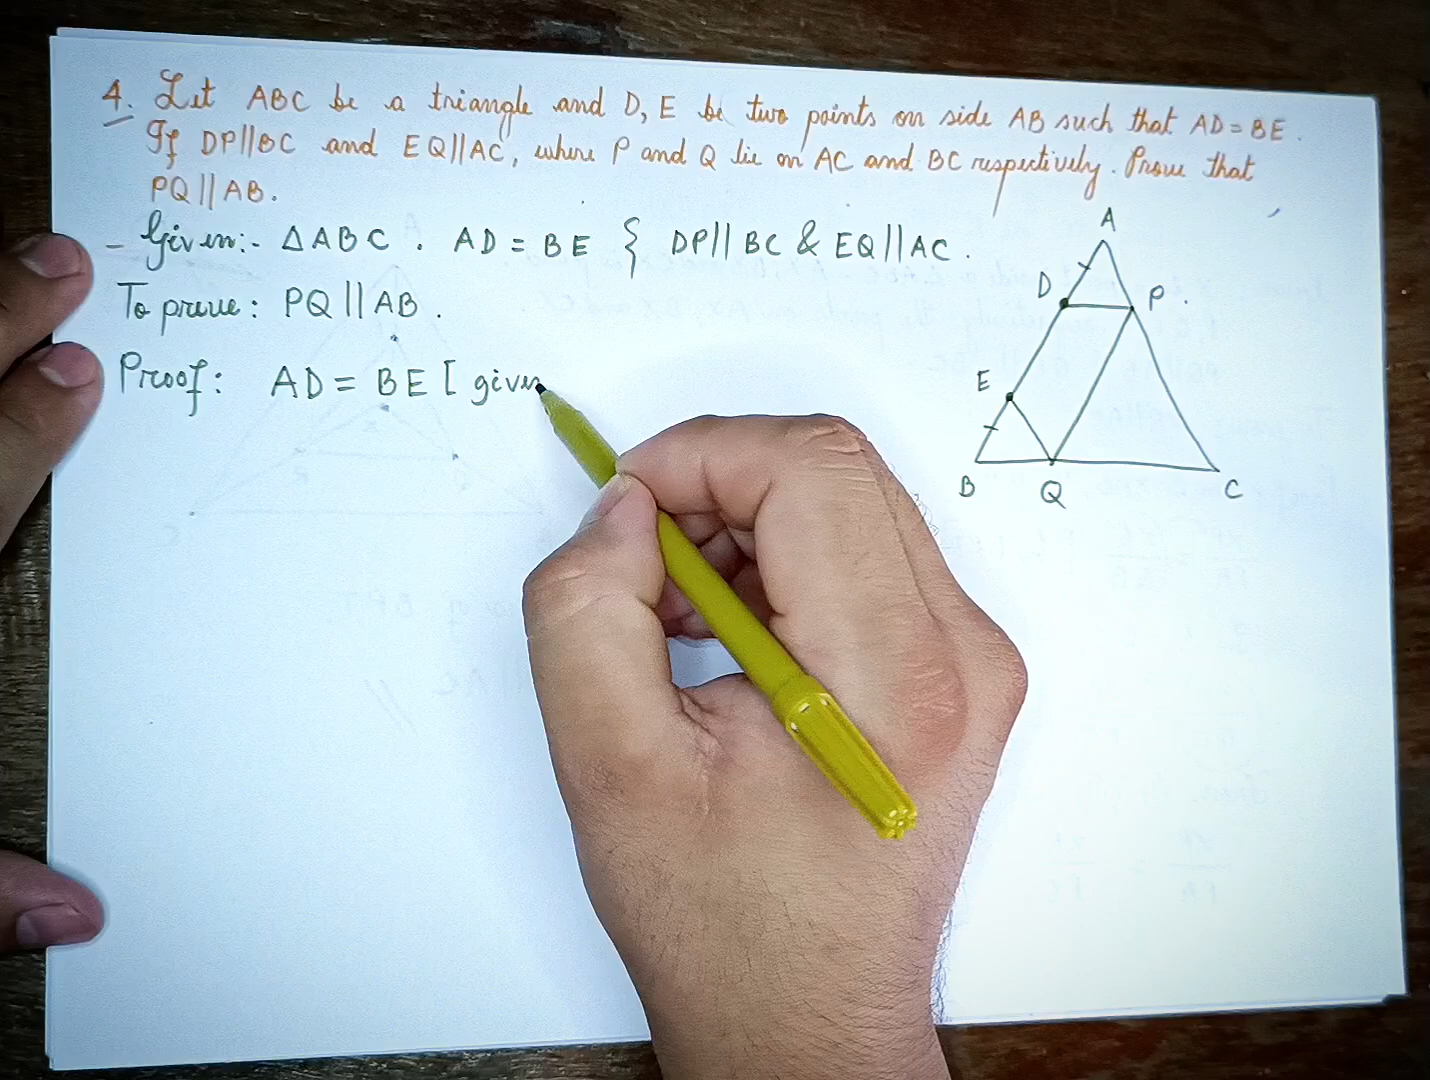 4. Let ABC be a triangle and D, E be two points on side AB such that AD = BE.
If DP||BC and EQ||AC, where P and Q lie on AC and BC respectively. Prove that
PQ||AB.
- Given:- △ABC . AD = BE { DP||BC & EQ||AC.
To prove: PQ||AB.
Proof: AD = BE [given
A
D P.
E
B Q C